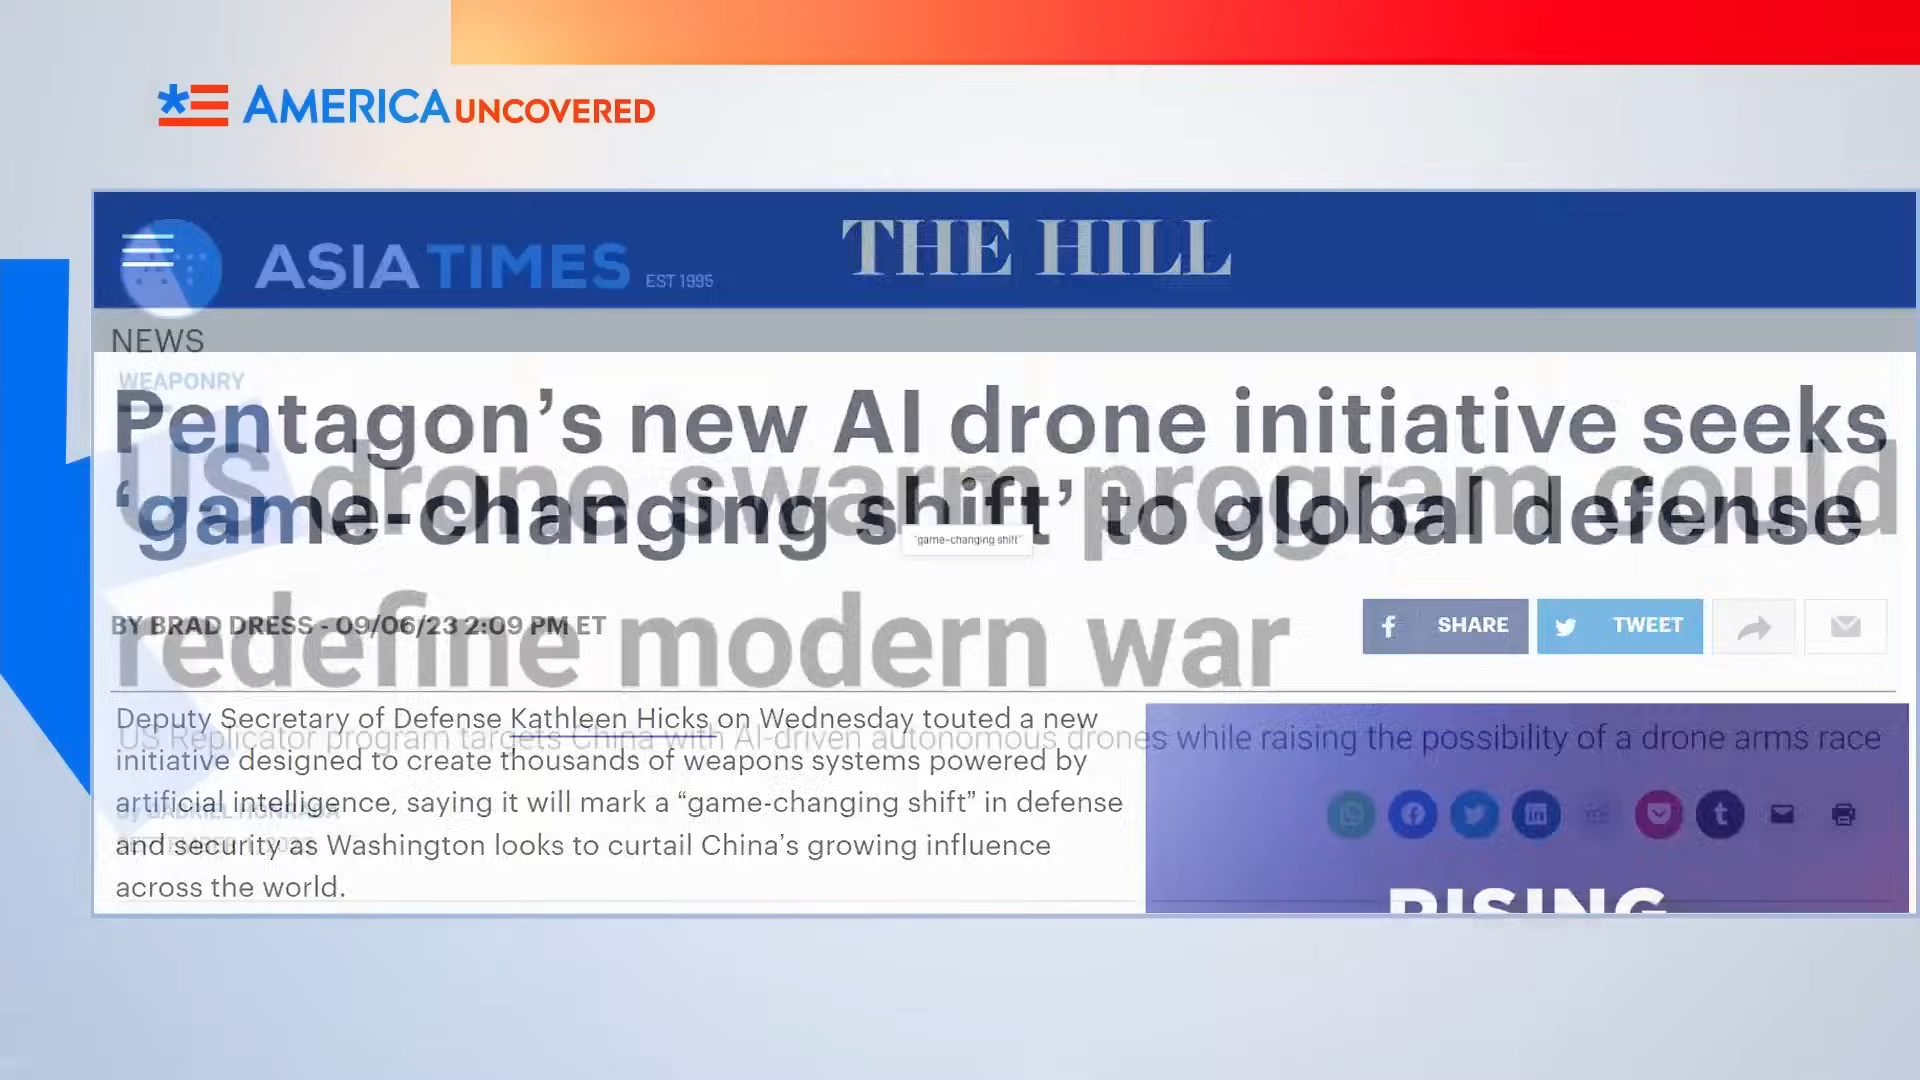 AMERICA UNCOVERED
ASIA TIMES EST 1995
THE HILL
NEWS
WEAPONRY
Pentagon’s new AI drone initiative seeks
‘game-changing shift’ to global defense
US drone swarm program could
redefine modern war
"game-changing shift"
BY BRAD DRESS - 09/06/23 2:09 PM ET
SHARE
TWEET
Deputy Secretary of Defense Kathleen Hicks on Wednesday touted a new
initiative designed to create thousands of weapons systems powered by
artificial intelligence, saying it will mark a “game-changing shift” in defense
and security as Washington looks to curtail China’s growing influence
across the world.
US Replicator program targets China with AI-driven autonomous drones while raising the possibility of a drone arms race
by GABRIEL HONRADA
RISING